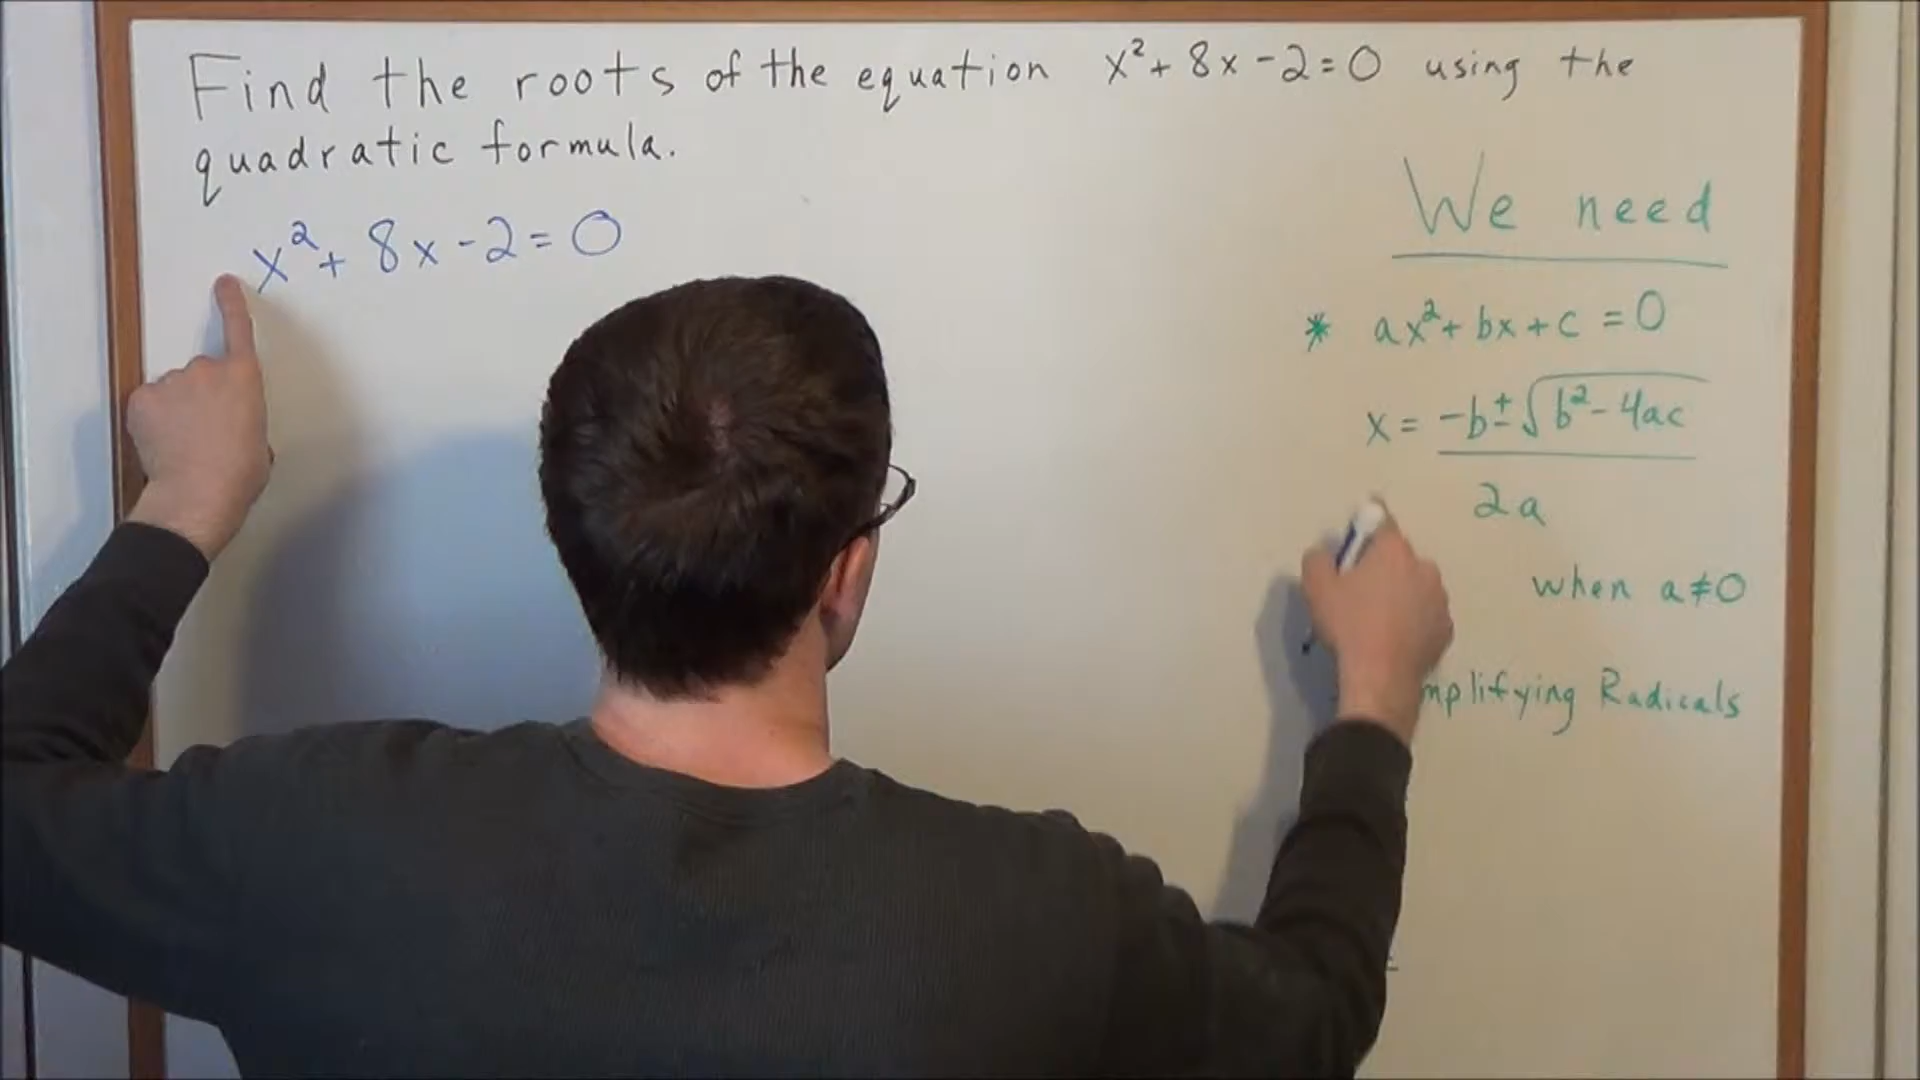 Find the roots of the equation x²+ 8x -2=0 using the
quadratic formula.
x²+ 8x -2= 0
We need
* ax²+ bx + c = 0
x = -b ± √b² - 4ac
2a
when a≠0
Radicals